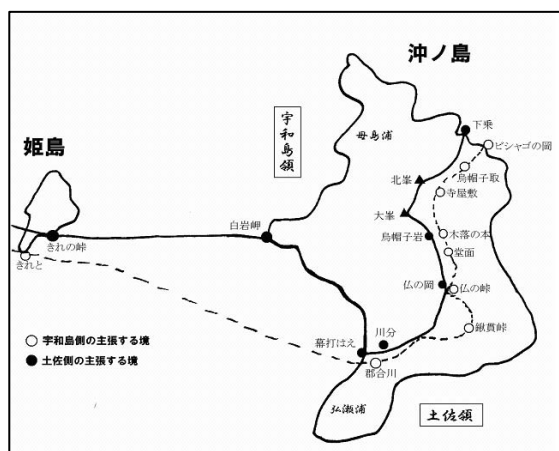 沖ノ島
姫島
宇和島領
母島浦
下乗
ビシャゴの岡
烏帽子取
北峯
寺屋敷
大峯
白岩岬
きれの峠
きれと
烏帽子岩
木落の本
堂面
仏の岡
仏の峠
鍬貫峠
川分
幕打はえ
郡合川
弘瀬浦
土佐領
○ 宇和島側の主張する境
● 土佐側の主張する境